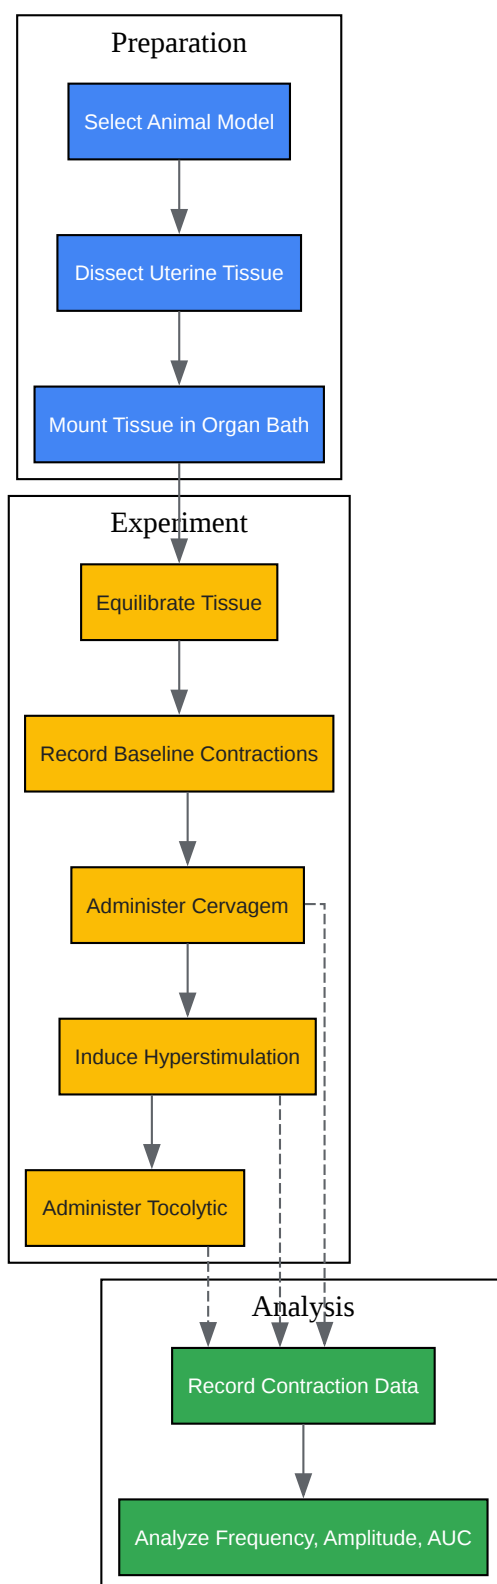 Preparation
Select Animal Model
Dissect Uterine Tissue
Mount Tissue in Organ Bath
Experiment
Equilibrate Tissue
Record Baseline Contractions
Administer Cervagem
Induce Hyperstimulation
Administer Tocolytic
Analysis
Record Contraction Data
Analyze Frequency, Amplitude, AUC